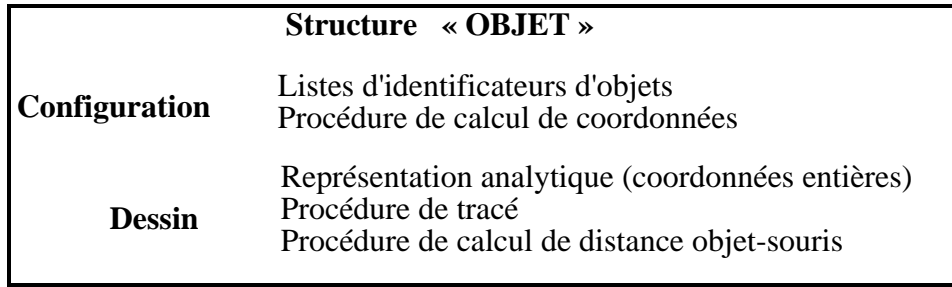 Structure « OBJET »
Configuration
Listes d'identificateurs d'objets
Procédure de calcul de coordonnées
Dessin
Représentation analytique (coordonnées entières)
Procédure de tracé
Procédure de calcul de distance objet-souris